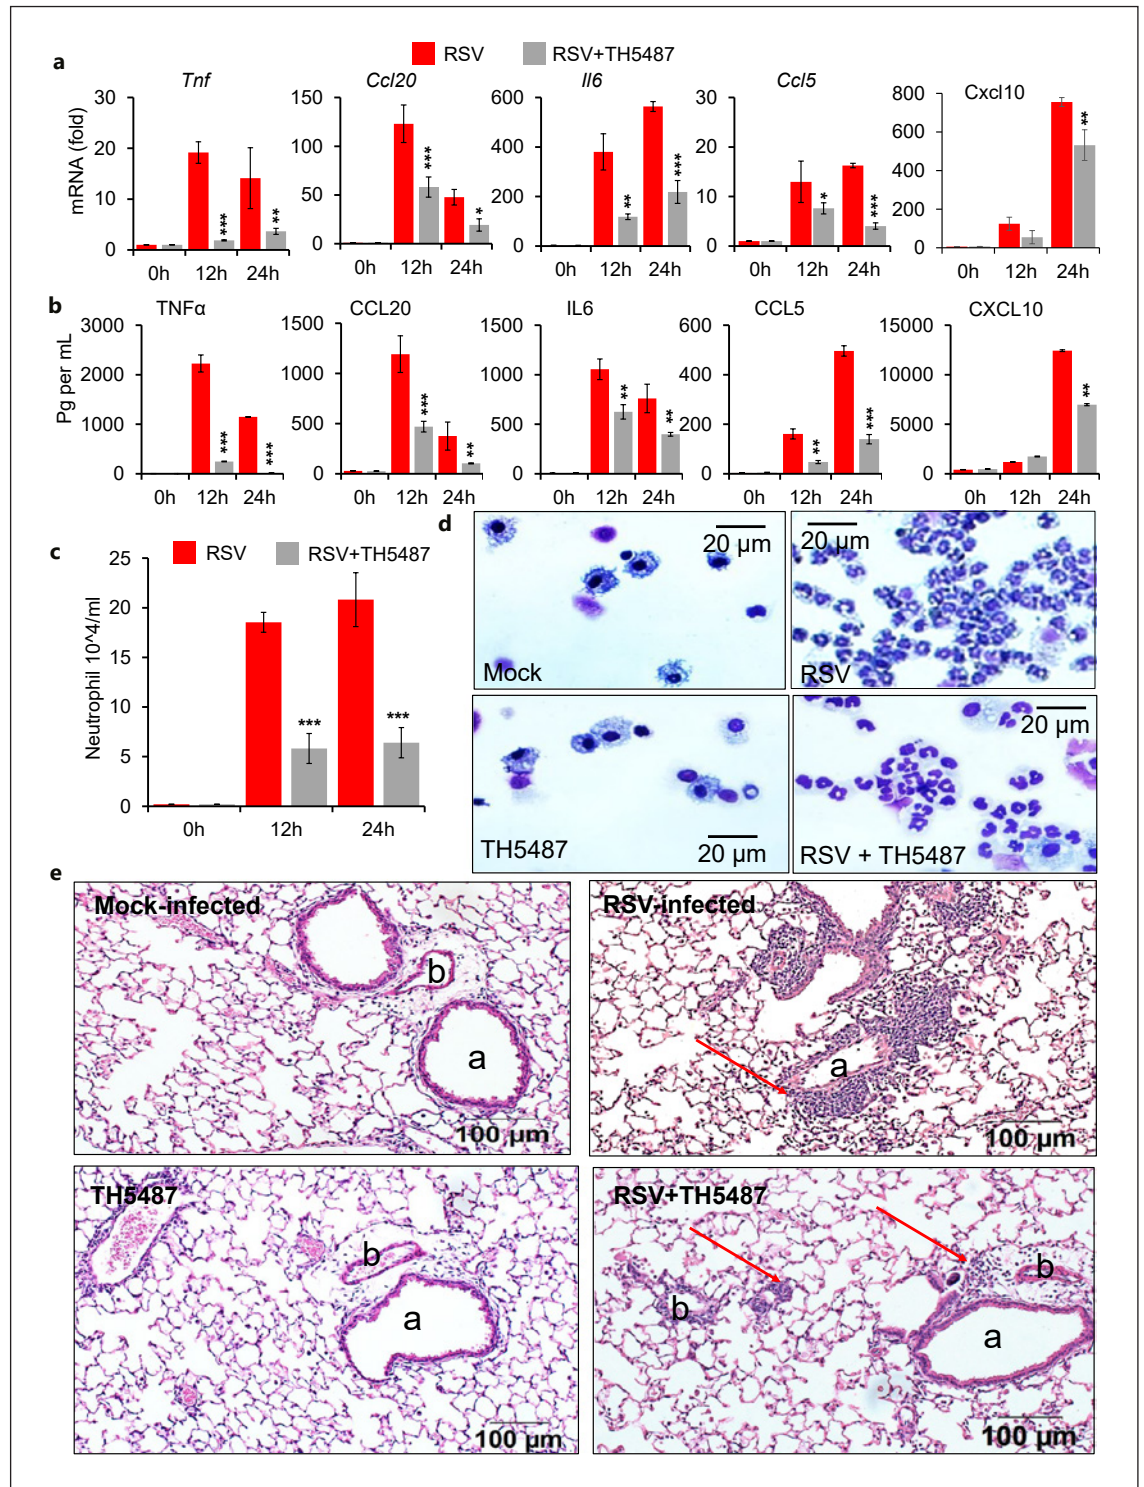 a
RSV RSV+TH5487
Tnf Ccl20 Il6 Ccl5 Cxcl10
mRNA (fold)
30
20
10
0
0h 12h 24h
*** **
150
100
50
0
0h 12h 24h
*** *
600
400
200
0
0h 12h 24h
** ***
30
20
10
0
0h 12h 24h
* ***
800
600
400
200
0
0h 12h 24h
**
b
TNFα CCL20 IL6 CCL5 CXCL10
Pg per mL
3000
2000
1000
0
0h 12h 24h
*** ***
1500
1000
500
0
0h 12h 24h
*** **
1500
1000
500
0
0h 12h 24h
** **
600
400
200
0
0h 12h 24h
** ***
15000
10000
5000
0
0h 12h 24h
**
c
RSV RSV+TH5487
Neutrophil 10^4/ml
25
20
15
10
5
0
0h 12h 24h
*** ***
d
20 µm
Mock
20 µm
RSV
TH5487
20 µm
20 µm
RSV + TH5487
e
Mock-infected
b
a
100 µm
RSV-infected
a
100 µm
TH5487
b
a
100 µm
RSV+TH5487
b
b
a
100 µm